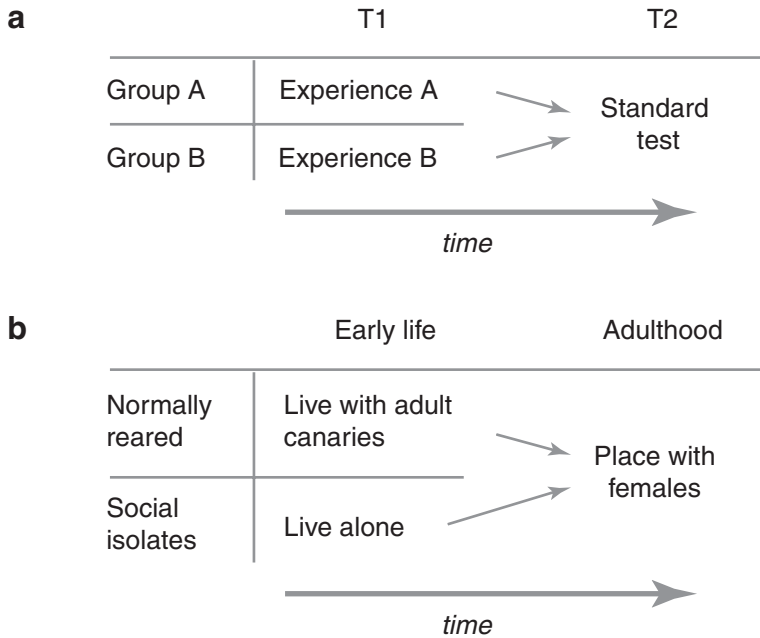 a
T1 T2
Group A Experience A
Standard
test
Group B Experience B
time
b
Early life Adulthood
Normally
reared
Live with adult
canaries
Place with
females
Social
isolates
Live alone
time